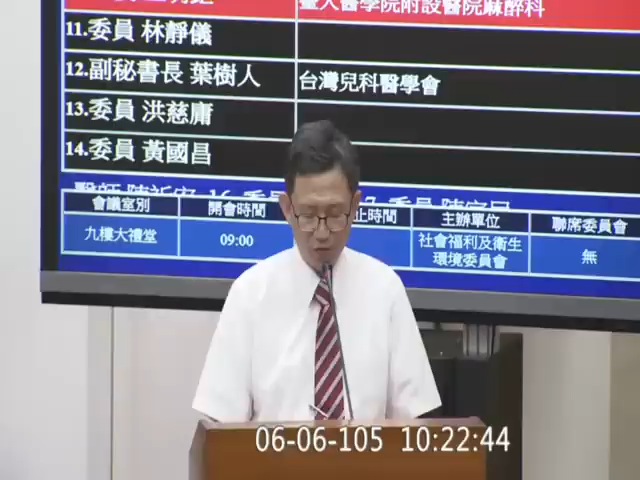 臺大醫學院附設醫院麻醉科
11.委員 林靜儀
12.副秘書長 葉樹人 台灣兒科醫學會
13.委員 洪慈庸
14.委員 黃國昌
會議室別 開會時間 止時間 主辦單位 聯席委員會
九樓大禮堂 09:00 社會福利及衛生環境委員會 無
06-06-105 10:22:44